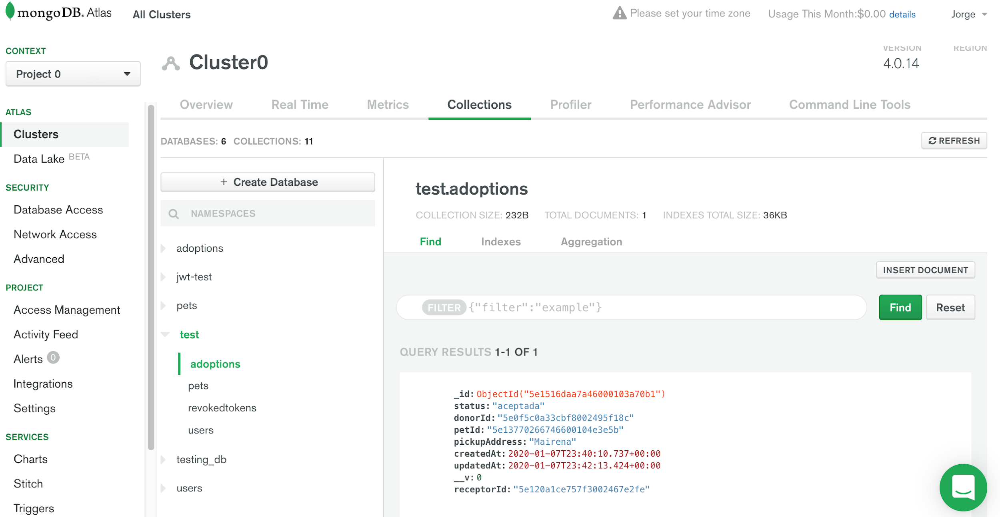 mongoDB. Atlas All Clusters Please set your time zone Usage This Month:$0.00 details Jorge
CONTEXT
Project 0
Cluster0
VERSION REGION
4.0.14
ATLAS
Clusters
Data Lake BETA
SECURITY
Database Access
Network Access
Advanced
PROJECT
Access Management
Activity Feed
Alerts 0
Integrations
Settings
SERVICES
Charts
Stitch
Triggers
Overview Real Time Metrics Collections Profiler Performance Advisor Command Line Tools
DATABASES: 6 COLLECTIONS: 11 REFRESH
+ Create Database
NAMESPACES
adoptions
jwt-test
pets
test
adoptions
pets
revokedtokens
users
testing_db
users
test.adoptions
COLLECTION SIZE: 232B TOTAL DOCUMENTS: 1 INDEXES TOTAL SIZE: 36KB
Find Indexes Aggregation
INSERT DOCUMENT
FILTER {"filter":"example"} Find Reset
QUERY RESULTS 1-1 OF 1
_id: ObjectId("5e1516daa7a46000103a70b1")
status: "aceptada"
donorId: "5e0f5c0a33cbf8002495f18c"
petId: "5e13770266746600104e3e5b"
pickupAddress: "Mairena"
createdAt: 2020-01-07T23:40:10.737+00:00
updatedAt: 2020-01-07T23:42:13.424+00:00
__v: 0
receptorId: "5e120a1ce757f3002467e2fe"